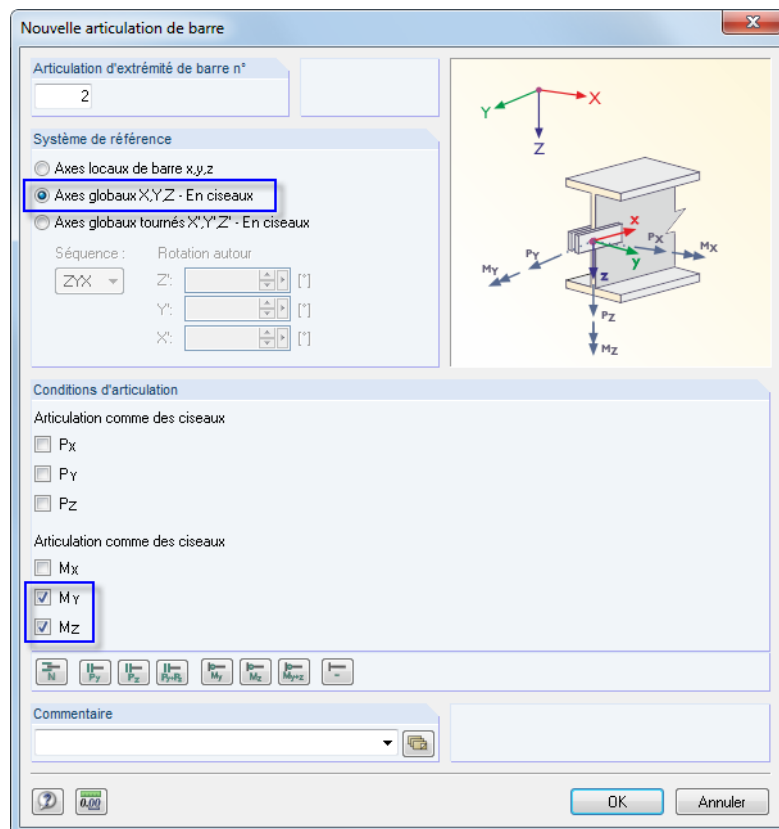 Nouvelle articulation de barre
Articulation d'extrémité de barre n°
2
Système de référence
Axes locaux de barre x,y,z
Axes globaux X,Y,Z - En ciseaux
Axes globaux tournés X',Y',Z' - En ciseaux
Séquence :
Rotation autour
ZYX
Z': [°]
Y'': [°]
X'': [°]
Y
X
Z
x
y
z
PY
MY
PX
MX
PZ
MZ
Conditions d'articulation
Articulation comme des ciseaux
PX
PY
PZ
Articulation comme des ciseaux
MX
MY
MZ
N
Py
Pz
My
Mz
My+z
-
Commentaire
0.00
OK
Annuler